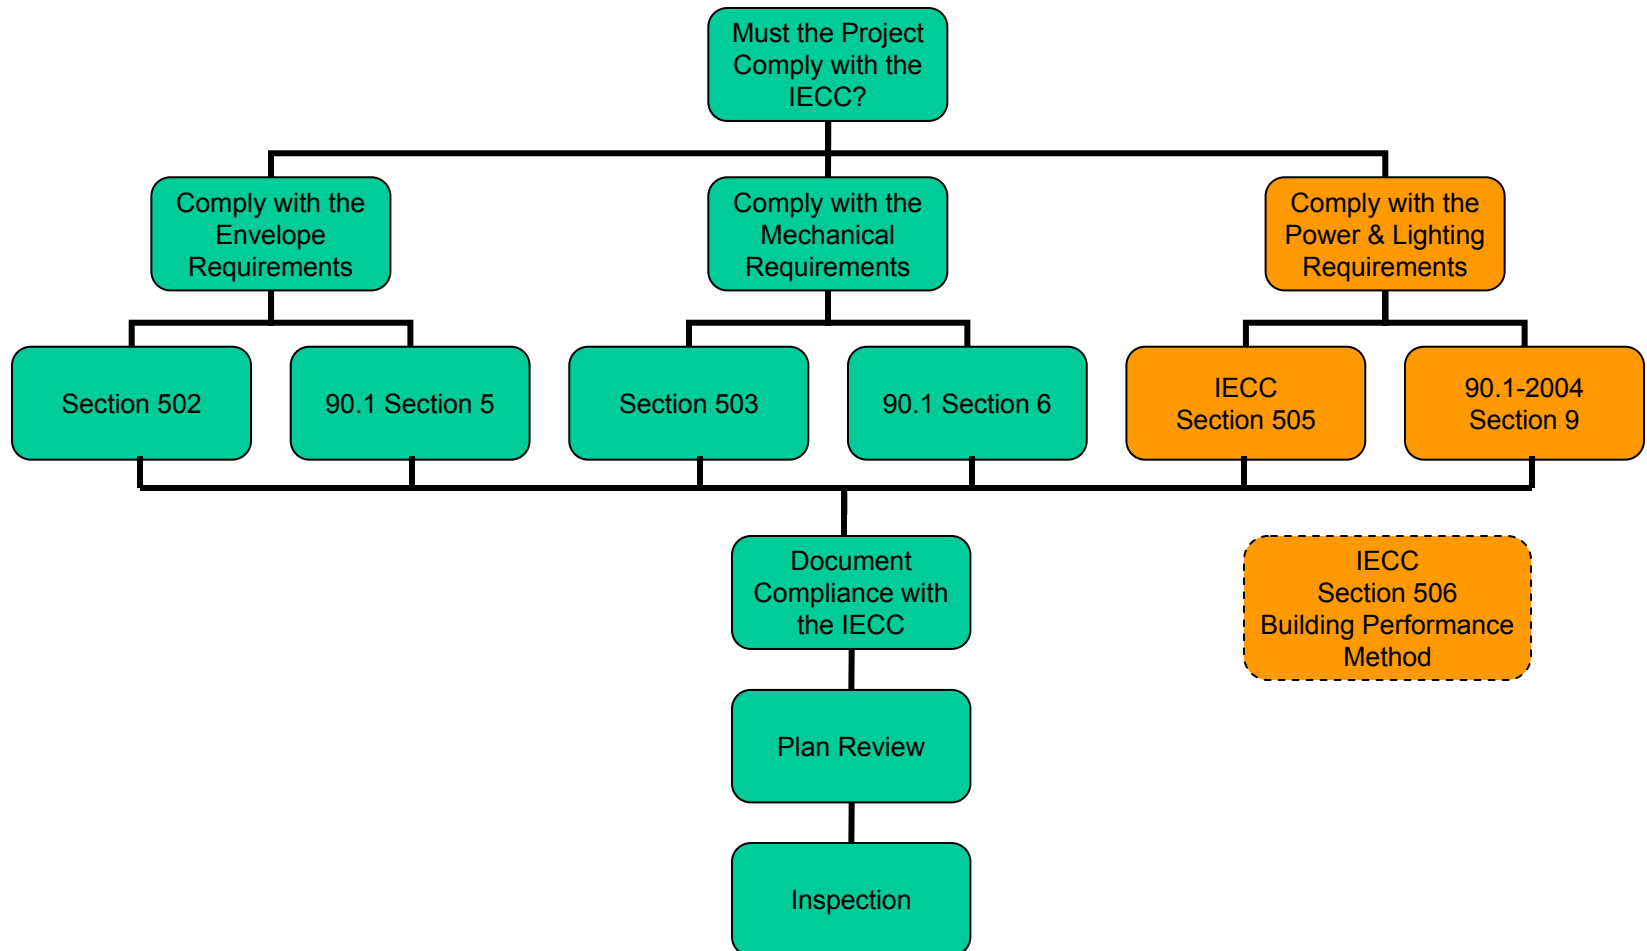 Must the Project
Comply with the
IECC?
Comply with the
Envelope
Requirements
Comply with the
Mechanical
Requirements
Comply with the
Power & Lighting
Requirements
Section 502
90.1 Section 5
Section 503
90.1 Section 6
IECC
Section 505
90.1-2004
Section 9
Document
Compliance with
the IECC
IECC
Section 506
Building Performance
Method
Plan Review
Inspection